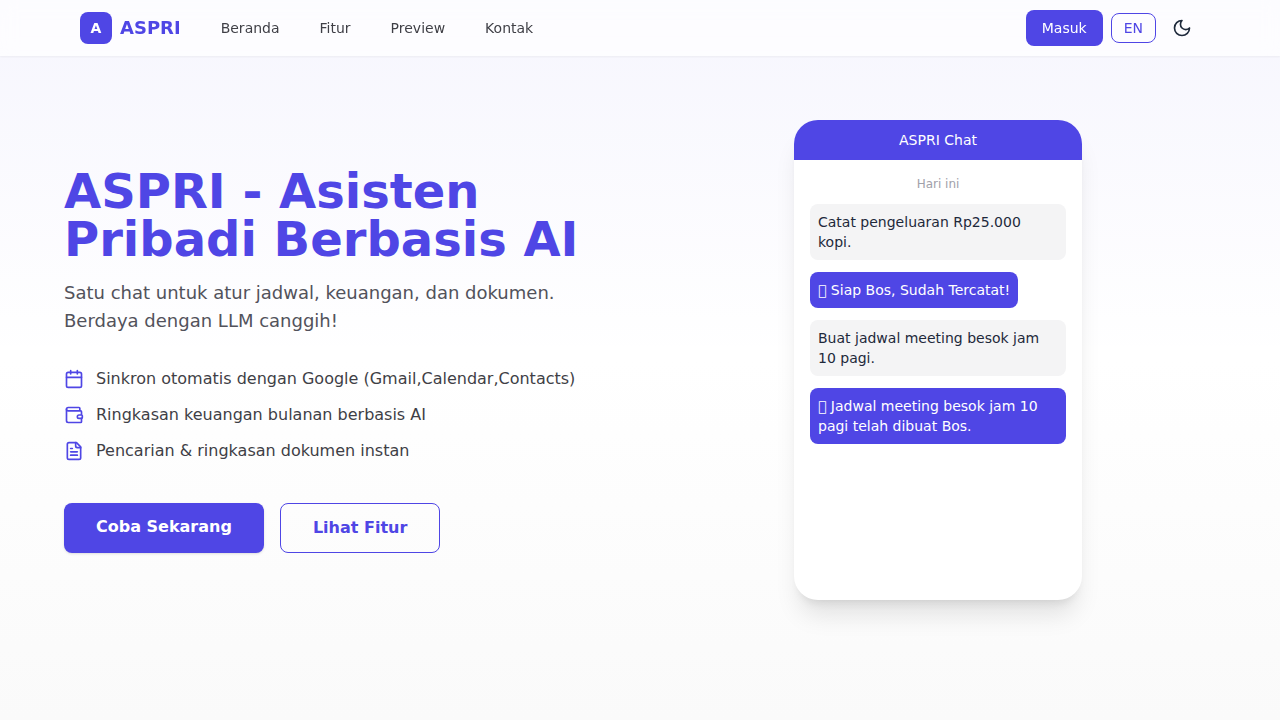 A ASPRI
Beranda
Fitur
Preview
Kontak
Masuk
EN
ASPRI - Asisten
Pribadi Berbasis AI
Satu chat untuk atur jadwal, keuangan, dan dokumen.
Berdaya dengan LLM canggih!
Sinkron otomatis dengan Google (Gmail,Calendar,Contacts)
Ringkasan keuangan bulanan berbasis AI
Pencarian & ringkasan dokumen instan
Coba Sekarang
Lihat Fitur
ASPRI Chat
Hari ini
Catat pengeluaran Rp25.000
kopi.
Siap Bos, Sudah Tercatat!
Buat jadwal meeting besok jam
10 pagi.
Jadwal meeting besok jam 10
pagi telah dibuat Bos.